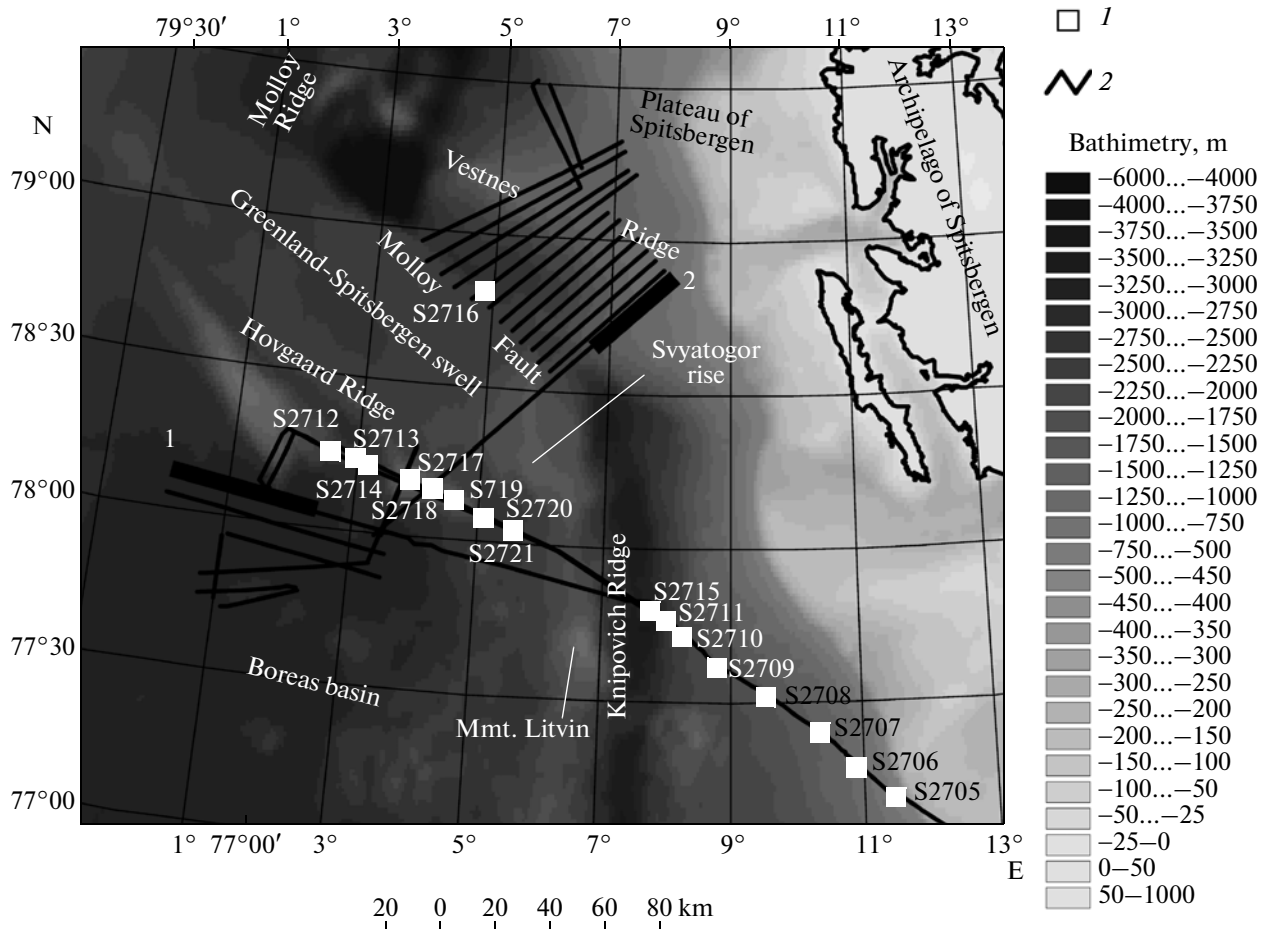 79°30′ 1° 3° 5° 7° 9° 11° 13°
1
2
N
Molloy
Ridge
Plateau of
Spitsbergen
Archipelago of Spitsbergen
Bathimetry, m
79°00
78°30
78°00
77°30
77°00
Vestnes
Ridge
Greenland–Spitsbergen swell
Molloy
Fault
2
S2716
Hovgaard Ridge
Svyatogor
rise
S2712
S2713
1
S2717
S2714
S719
S2718
S2720
S2721
Knipovich Ridge
S2715
S2711
S2710
S2709
Boreas basin
S2708
Mmt. Litvin
S2707
S2706
S2705
1° 77°00′ 3° 5° 7° 9° 11° 13°
E
20 0 20 40 60 80 km
−6000...−4000
−4000...−3750
−3750...−3500
−3500...−3250
−3250...−3000
−3000...−2750
−2750...−2500
−2500...−2250
−2250...−2000
−2000...−1750
−1750...−1500
−1500...−1250
−1250...−1000
−1000...−750
−750...−500
−500...−450
−450...−400
−400...−350
−350...−300
−300...−250
−250...−200
−200...−150
−150...−100
−100...−50
−50...−25
−25−0
0−50
50−1000